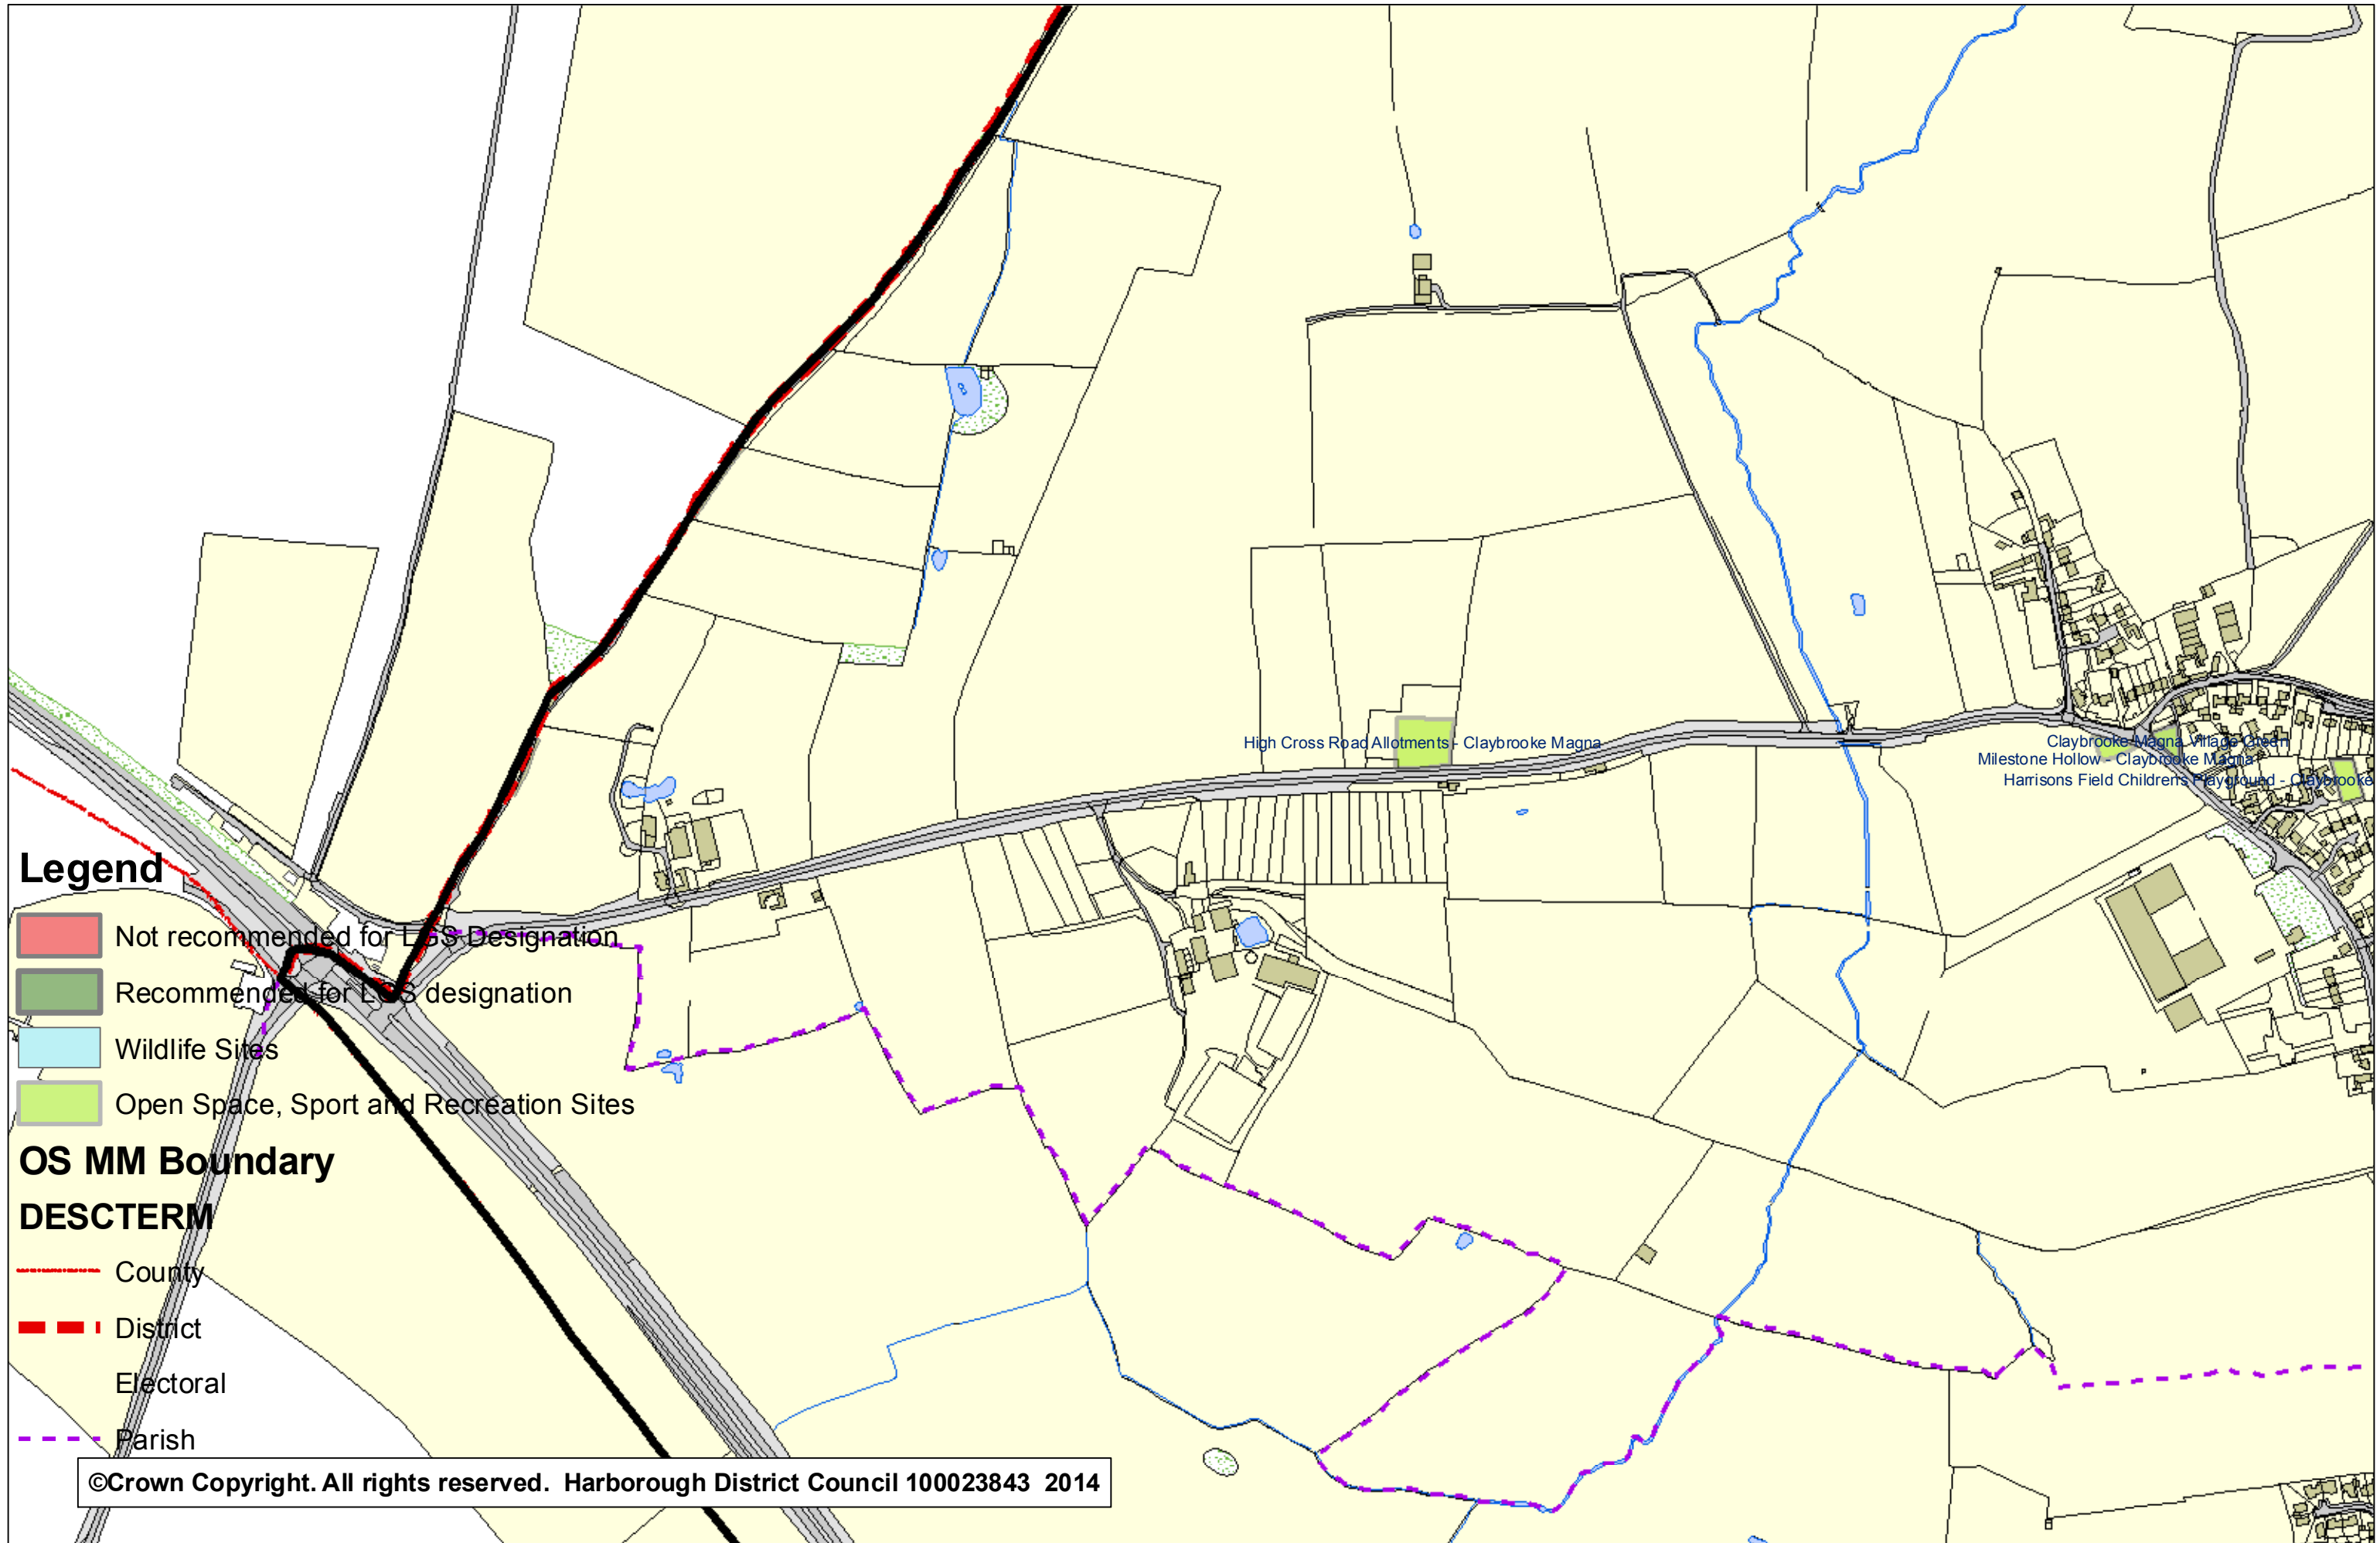 High Cross Road Allotments - Claybrooke Magna
Claybrooke Magna Village Green
Milestone Hollow - Claybrooke Magna
Harrisons Field Childrens Playground - Claybrooke
Legend
Not recommended for LGS Designation
Recommended for LGS designation
Wildlife Sites
Open Space, Sport and Recreation Sites
OS MM Boundary
DESCTERM
County
District
Electoral
Parish
©Crown Copyright. All rights reserved. Harborough District Council 100023843 2014